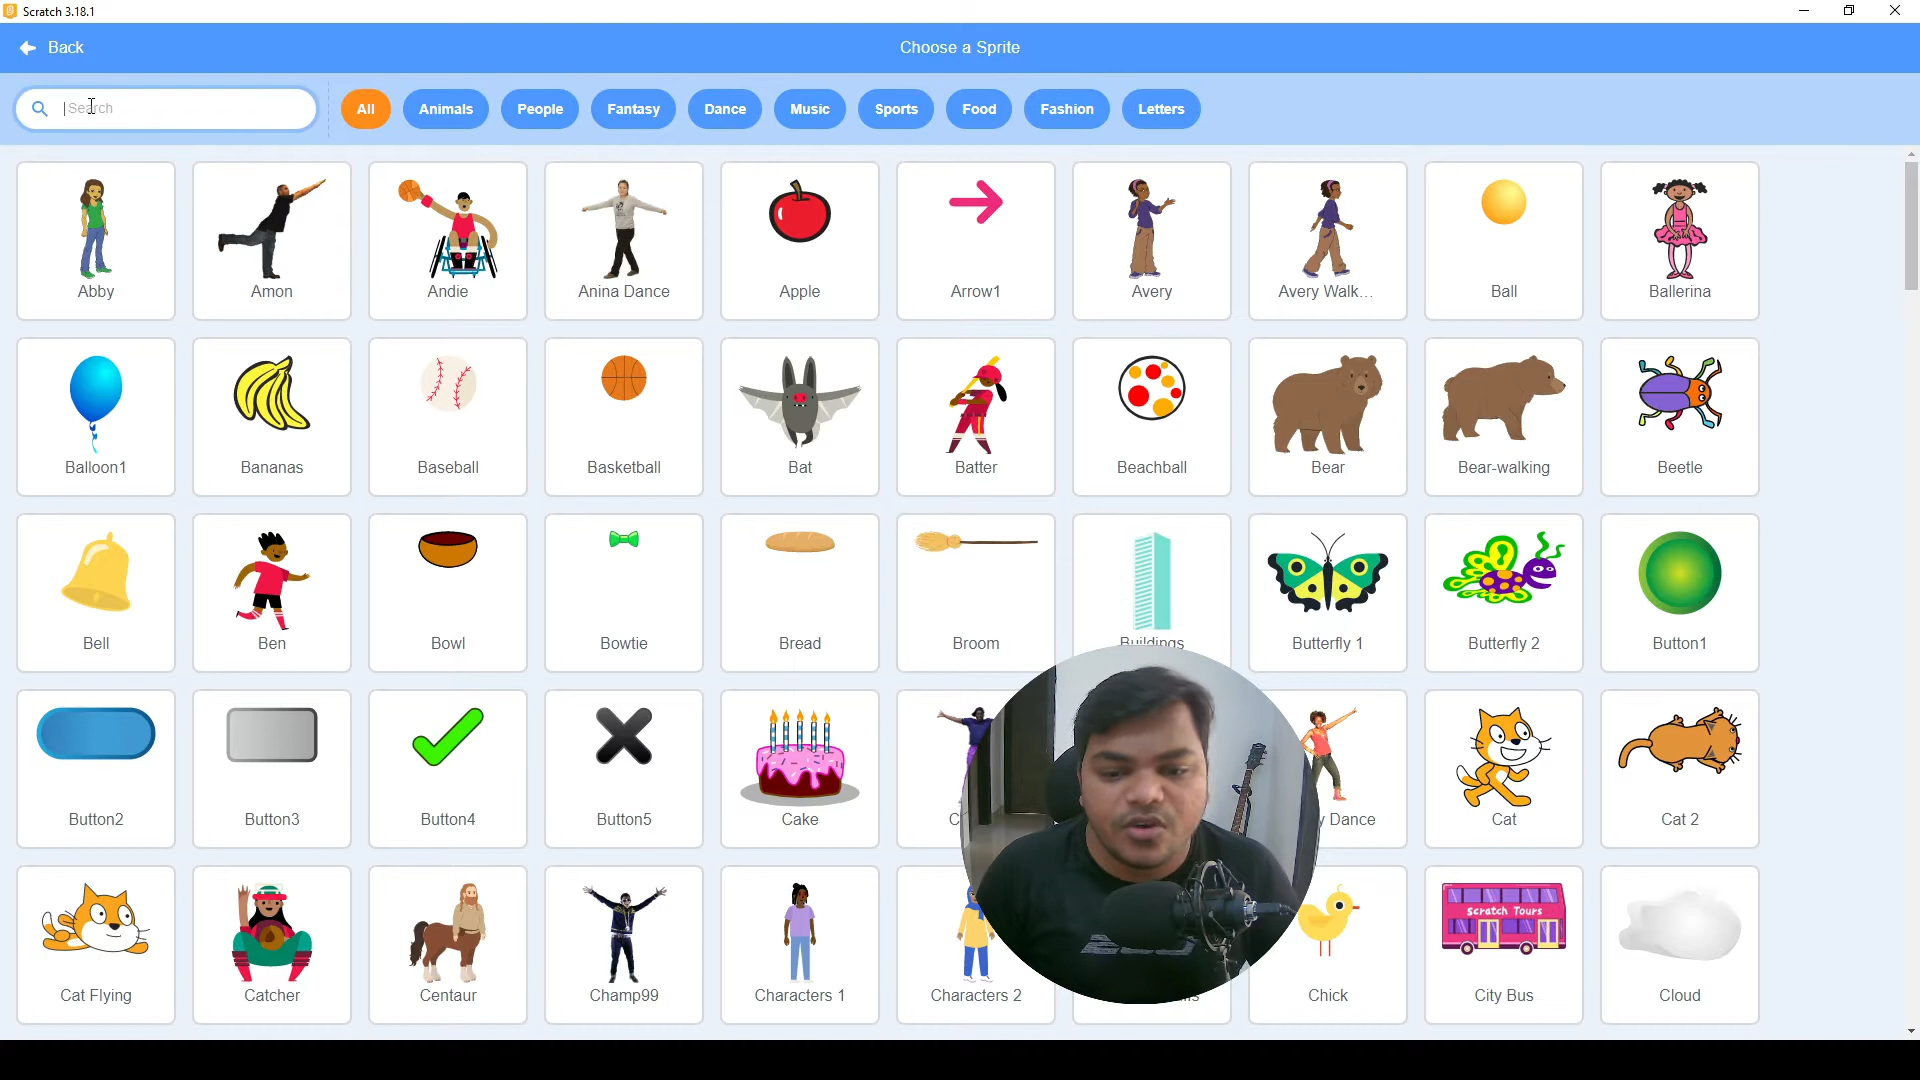 Scratch 3.18.1
Back
Choose a Sprite
Search
All
Animals
People
Fantasy
Dance
Music
Sports
Food
Fashion
Letters
Abby
Amon
Andie
Anina Dance
Apple
Arrow1
Avery
Avery Walk...
Ball
Ballerina
Balloon1
Bananas
Baseball
Basketball
Bat
Batter
Beachball
Bear
Bear-walking
Beetle
Bell
Ben
Bowl
Bowtie
Bread
Broom
Buildings
Butterfly 1
Butterfly 2
Button1
Button2
Button3
Button4
Button5
Cake
Dance
Cat
Cat 2
Scratch Tours
Cat Flying
Catcher
Centaur
Champ99
Characters 1
Characters 2
Chick
City Bus
Cloud